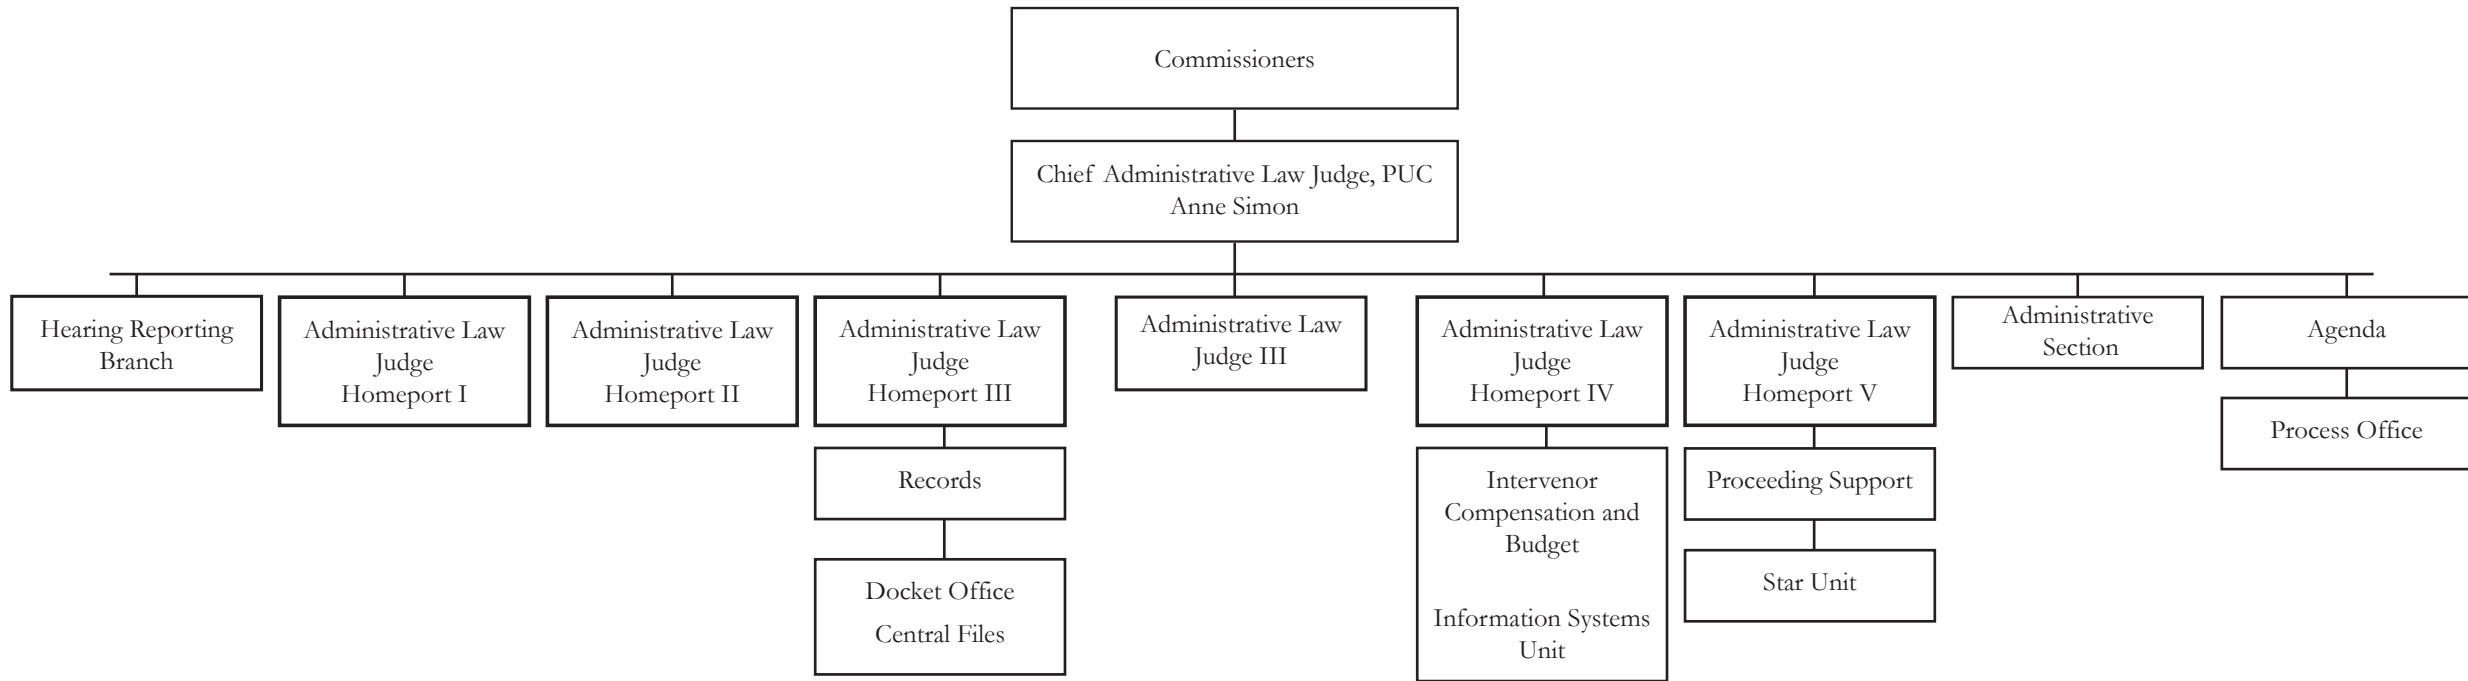 Commissioners
Chief Administrative Law Judge, PUC
Anne Simon
Hearing Reporting
Branch
Administrative Law
Judge
Homeport I
Administrative Law
Judge
Homeport II
Administrative Law
Judge
Homeport III
Administrative Law
Judge III
Administrative Law
Judge
Homeport IV
Administrative Law
Judge
Homeport V
Administrative
Section
Agenda
Records
Docket Office
Central Files
Intervenor
Compensation and
Budget
Information Systems
Unit
Proceeding Support
Star Unit
Process Office